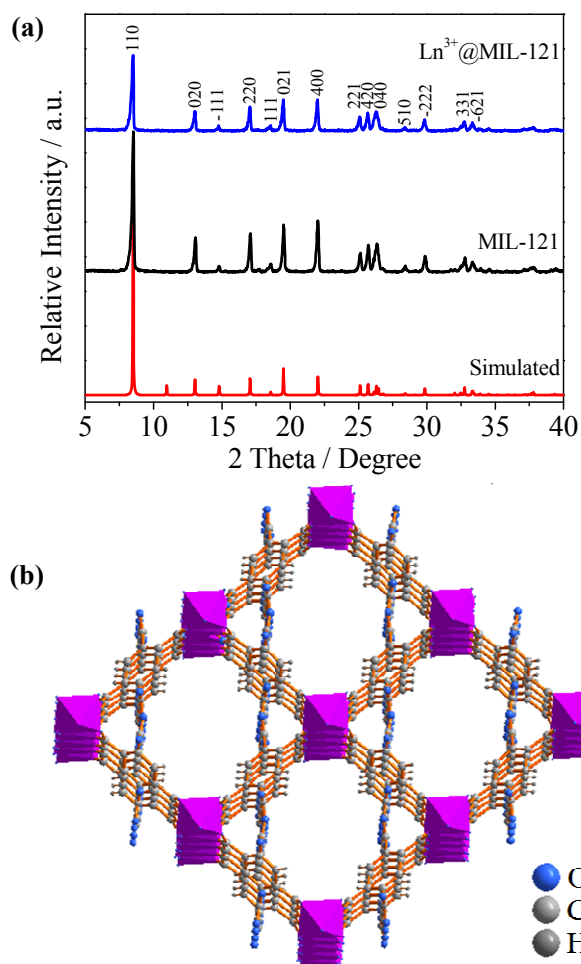 (a)
Ln³⁺@MIL-121
110
020
-111
220
111
021
400
221
420
040
510
-222
331
-621
MIL-121
Simulated
Relative Intensity / a.u.
5 10 15 20 25 30 35 40
2 Theta / Degree
(b)
O
C
H